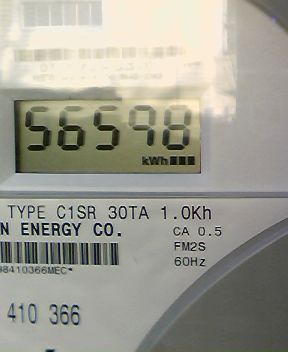 56598
kWh
TYPE C1SR 30TA 1.0Kh
N ENERGY CO.
CA 0.5
FM2S
60Hz
98410366MEC*
410 366